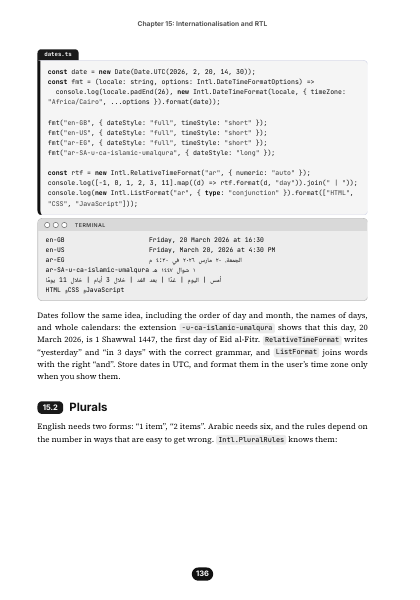 Chapter 15: Internationalisation and RTL
dates.ts
const date = new Date(Date.UTC(2026, 2, 20, 14, 30));
const fmt = (locale: string, options: Intl.DateTimeFormatOptions) =>
console.log(locale.padEnd(26), new Intl.DateTimeFormat(locale, { timeZone:
"Africa/Cairo", ...options }).format(date));
fmt("en-GB", { dateStyle: "full", timeStyle: "short" });
fmt("en-US", { dateStyle: "full", timeStyle: "short" });
fmt("ar-EG", { dateStyle: "full", timeStyle: "short" });
fmt("ar-SA-u-ca-islamic-umalqura", { dateStyle: "long" });
const rtf = new Intl.RelativeTimeFormat("ar", { numeric: "auto" });
console.log([-1, 0, 1, 2, 3, 11].map((d) => rtf.format(d, "day")).join(" | "));
console.log(new Intl.ListFormat("ar", { type: "conjunction" }).format(["HTML",
"CSS", "JavaScript"]));
TERMINAL
en-GB Friday, 20 March 2026 at 16:30
en-US Friday, March 20, 2026 at 4:30 PM
ar-EG الجمعة، ٢٠ مارس ٢٠٢٦ في ٤:٣٠ م
ar-SA-u-ca-islamic-umalqura ١ شوال ١٤٤٧ هـ
أمس | اليوم | غدًا | خلال 3 أيام | خلال 11 يومًا
HTML وCSS وJavaScript
Dates follow the same idea, including the order of day and month, the names of days,
and whole calendars: the extension -u-ca-islamic-umalqura shows that this day, 20
March 2026, is 1 Shawwal 1447, the first day of Eid al-Fitr. RelativeTimeFormat writes
“yesterday” and “in 3 days” with the correct grammar, and ListFormat joins words
with the right “and”. Store dates in UTC, and format them in the user’s time zone only
when you show them.
15.2 Plurals
English needs two forms: “1 item”, “2 items”. Arabic needs six, and the rules depend on
the number in ways that are easy to get wrong. Intl.PluralRules knows them:
136